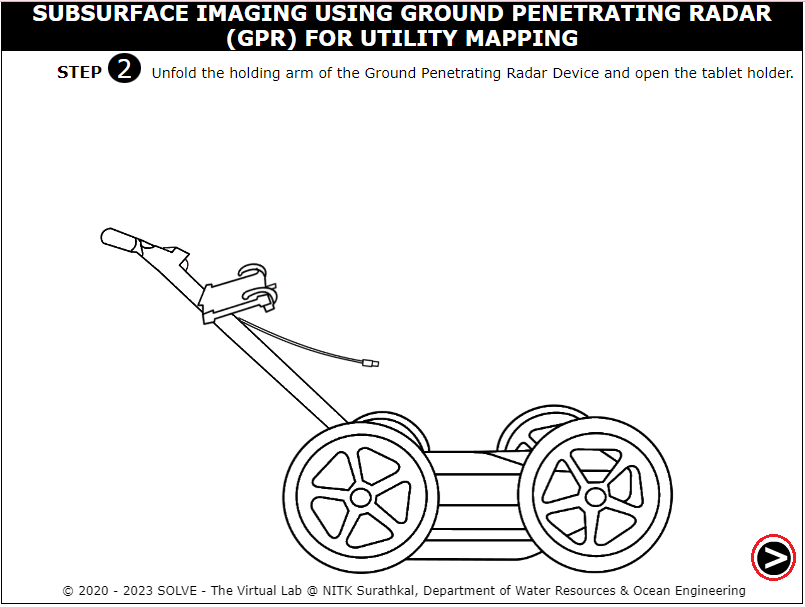 SUBSURFACE IMAGING USING GROUND PENETRATING RADAR
(GPR) FOR UTILITY MAPPING
STEP 2 Unfold the holding arm of the Ground Penetrating Radar Device and open the tablet holder.
© 2020 - 2023 SOLVE - The Virtual Lab @ NITK Surathkal, Department of Water Resources & Ocean Engineering